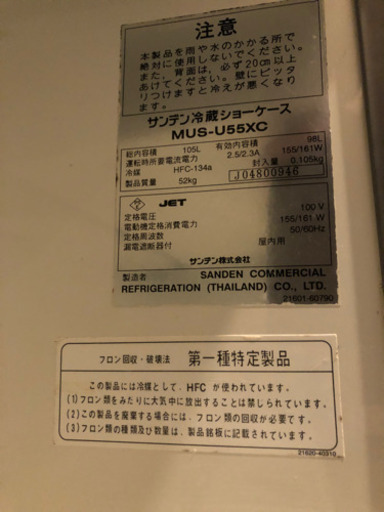 注意
本製品を雨や水のかかる所で
絶対に使用しないでください。
また、背面は、必ず20cm以上
あけてください。壁にピッタ
リつけますと冷えが悪くなり
ます。
サンデン冷蔵ショーケース
MUS-U55XC
総内容積 105L 有効内容積 98L
運転時所要電流電力 2.5/2.3A 155/161W
冷媒 HFC-134a 封入量 0.105kg
製品質量 52kg J04800946
JET
定格電圧 100V
電動機定格消費電力 155/161W
定格周波数 50/60Hz
漏電遮断器付 屋内用
サンデン株式会社
製造者 SANDEN COMMERCIAL
REFRIGERATION (THAILAND) CO., LTD.
21601-60790
フロン回収・破壊法 第一種特定製品
この製品には冷媒として、HFC が使われています。
(1)フロン類をみだりに大気中に放出することは禁じられています。
(2)この製品を廃棄する場合には、フロン類の回収が必要です。
(3)フロン類の種類及び数量は、製品銘板に記載されています。
21620-40310